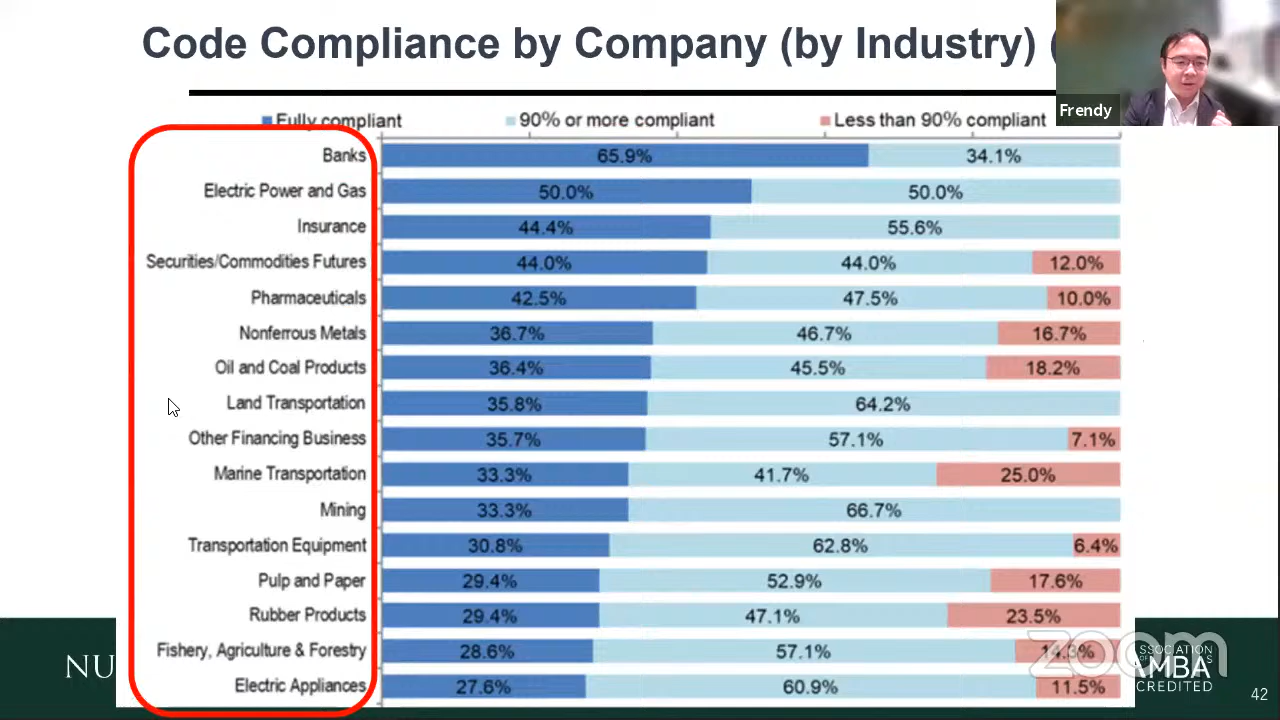 Code Compliance by Company (by Industry) (
Frendy
Fully compliant 90% or more compliant Less than 90% compliant
Banks 65.9% 34.1%
Electric Power and Gas 50.0% 50.0%
Insurance 44.4% 55.6%
Securities/Commodities Futures 44.0% 44.0% 12.0%
Pharmaceuticals 42.5% 47.5% 10.0%
Nonferrous Metals 36.7% 46.7% 16.7%
Oil and Coal Products 36.4% 45.5% 18.2%
Land Transportation 35.8% 64.2%
Other Financing Business 35.7% 57.1% 7.1%
Marine Transportation 33.3% 41.7% 25.0%
Mining 33.3% 66.7%
Transportation Equipment 30.8% 62.8% 6.4%
Pulp and Paper 29.4% 52.9% 17.6%
Rubber Products 29.4% 47.1% 23.5%
Fishery, Agriculture & Forestry 28.6% 57.1% 14.3%
Electric Appliances 27.6% 60.9% 11.5%
zoom
NU
AMBA
42